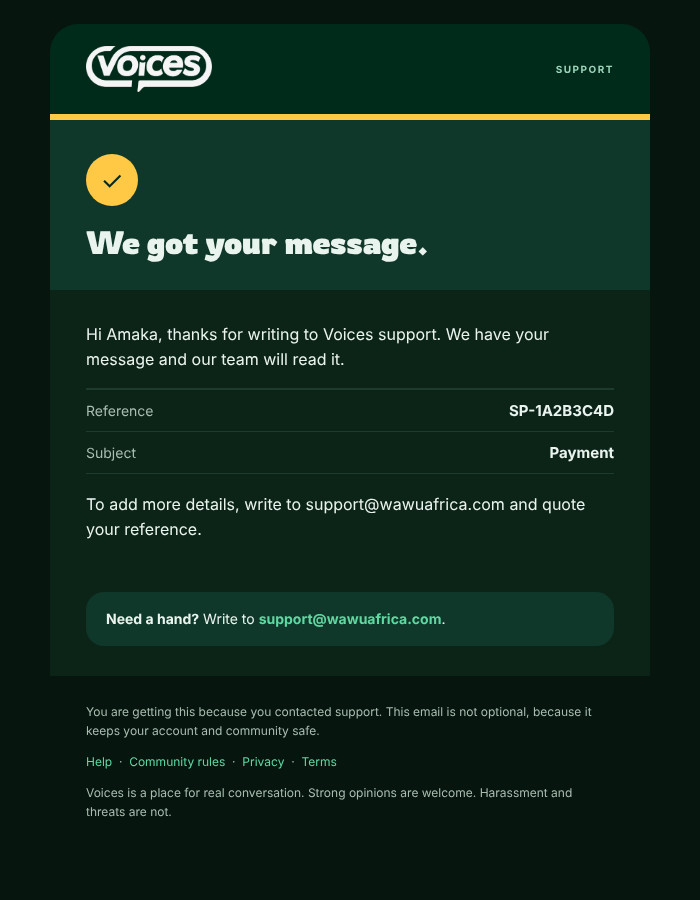 Voices
SUPPORT
We got your message.
Hi Amaka, thanks for writing to Voices support. We have your
message and our team will read it.
Reference SP-1A2B3C4D
Subject Payment
To add more details, write to support@wawuafrica.com and quote
your reference.
Need a hand? Write to support@wawuafrica.com.
You are getting this because you contacted support. This email is not optional, because it
keeps your account and community safe.
Help · Community rules · Privacy · Terms
Voices is a place for real conversation. Strong opinions are welcome. Harassment and
threats are not.